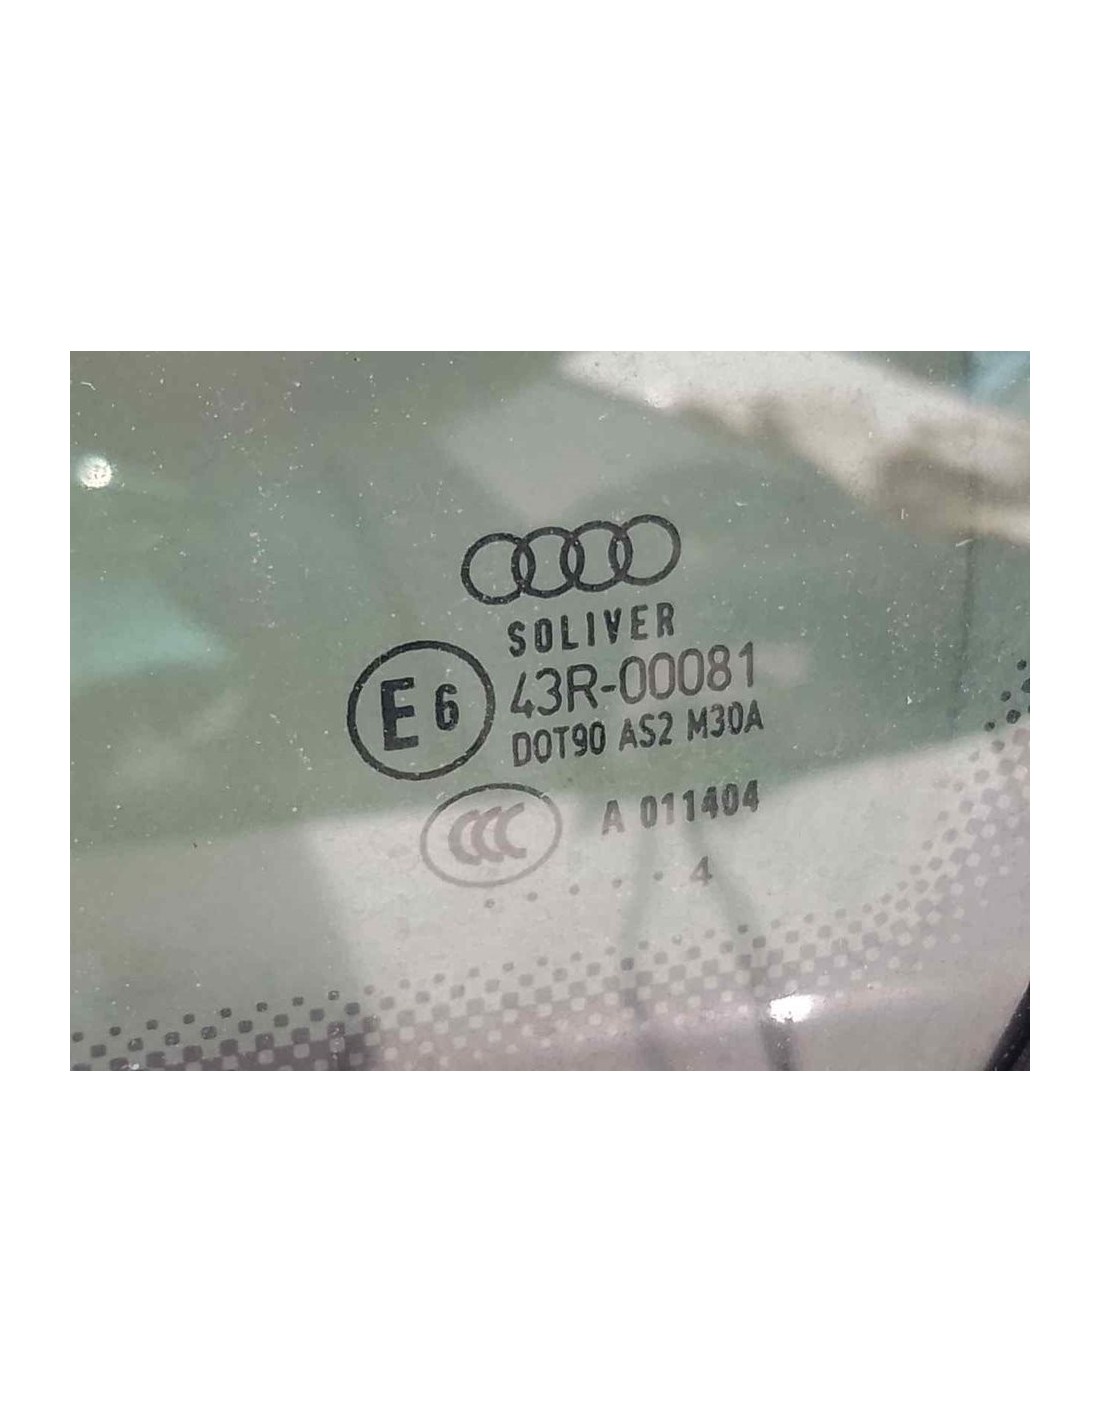 SOLIVER
E6
43R-00081
DOT90 AS2 M30A
CCC
A 011404
4